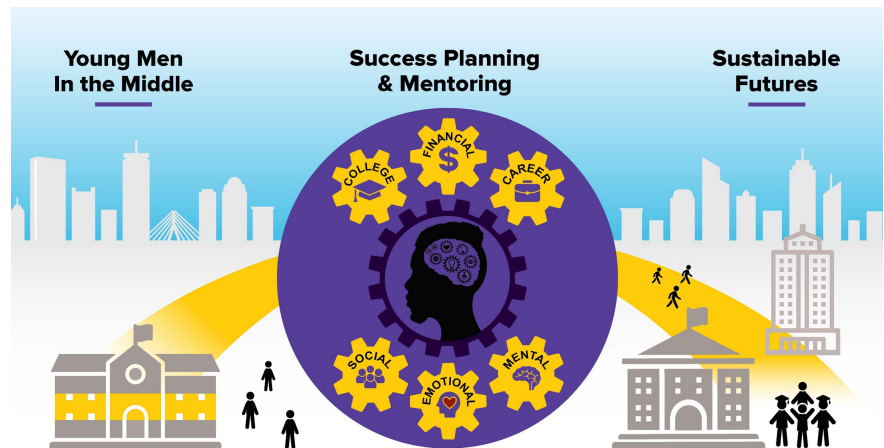 Young Men
In the Middle
Success Planning
& Mentoring
Sustainable
Futures
COLLEGE
FINANCIAL
$
CAREER
SOCIAL
EMOTIONAL
MENTAL